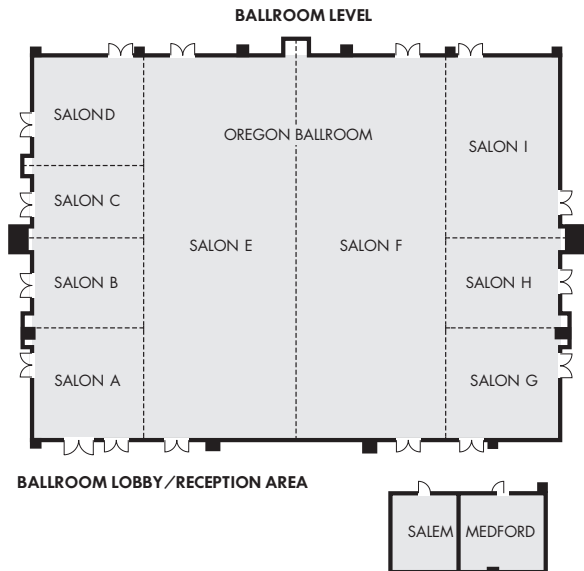 BALLROOM LEVEL
SALOND
OREGON BALLROOM
SALON I
SALON C
SALON E
SALON F
SALON B
SALON H
SALON A
SALON G
BALLROOM LOBBY/RECEPTION AREA
SALEM
MEDFORD